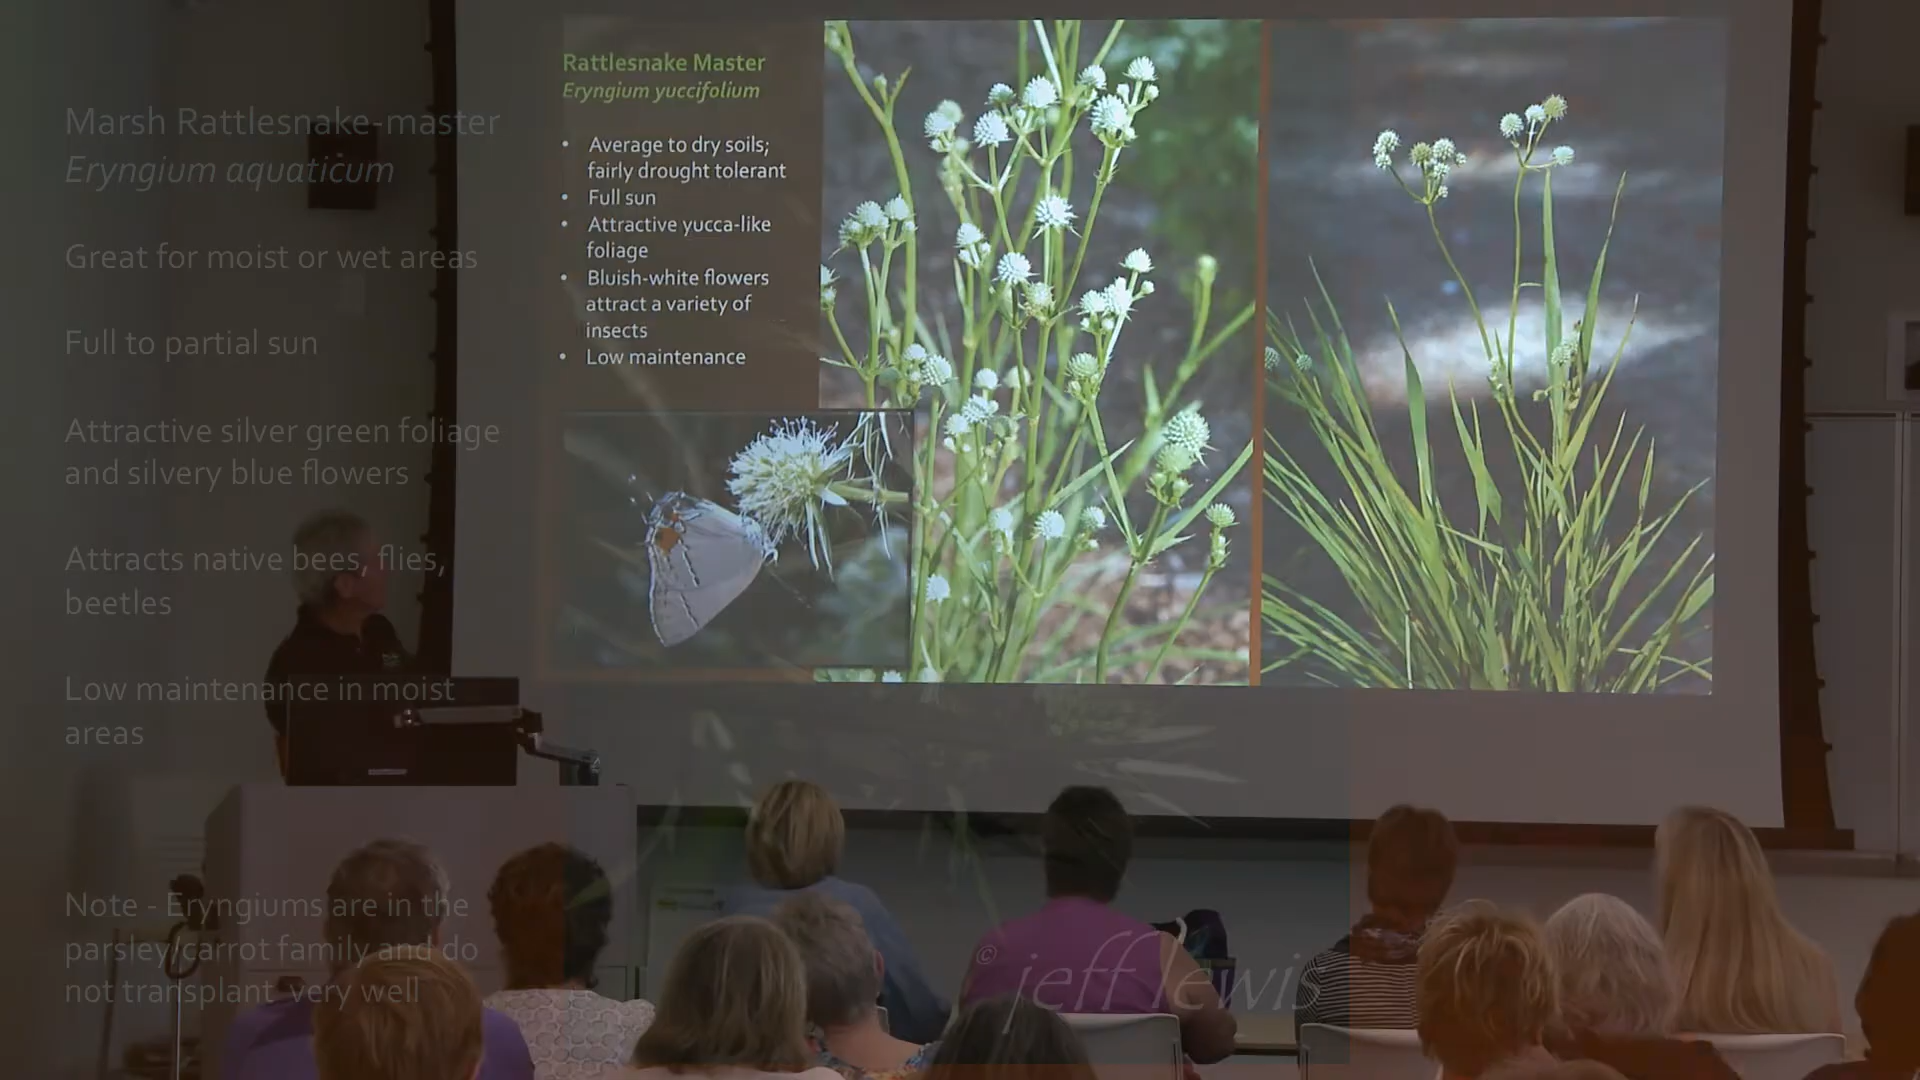 Rattlesnake Master
Eryngium yuccifolium
• Average to dry soils;
fairly drought tolerant
• Full sun
• Attractive yucca-like
foliage
• Bluish-white flowers
attract a variety of
insects
• Low maintenance
Marsh Rattlesnake-master
Eryngium aquaticum
Great for moist or wet areas
Full to partial sun
Attractive silver green foliage
and silvery blue flowers
Attracts native bees, flies,
beetles
Low maintenance in moist
areas
Note - Eryngiums are in the
parsley/carrot family and do
not transplant very well
© jeff lewis